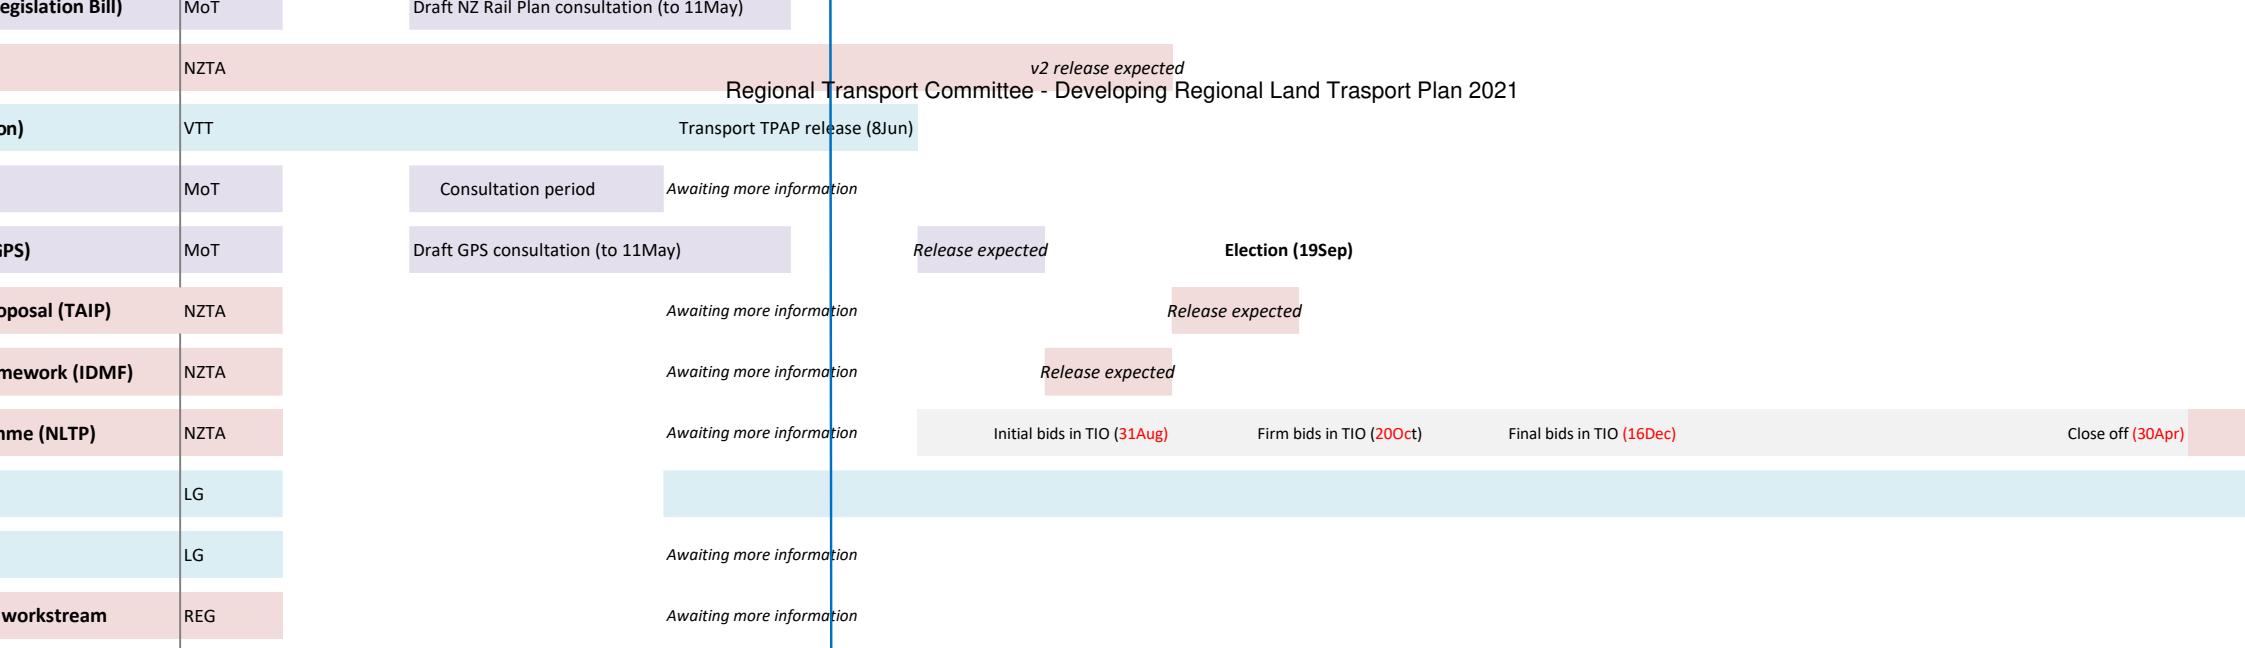 egislation Bill) MoT Draft NZ Rail Plan consultation (to 11May)
NZTA v2 release expected
Regional Transport Committee - Developing Regional Land Trasport Plan 2021
on) VTT Transport TPAP release (8Jun)
MoT Consultation period Awaiting more information
GPS) MoT Draft GPS consultation (to 11May) Release expected Election (19Sep)
oposal (TAIP) NZTA Awaiting more information Release expected
mework (IDMF) NZTA Awaiting more information Release expected
nme (NLTP) NZTA Awaiting more information Initial bids in TIO (31Aug) Firm bids in TIO (20Oct) Final bids in TIO (16Dec) Close off (30Apr)
LG
LG Awaiting more information
workstream REG Awaiting more information